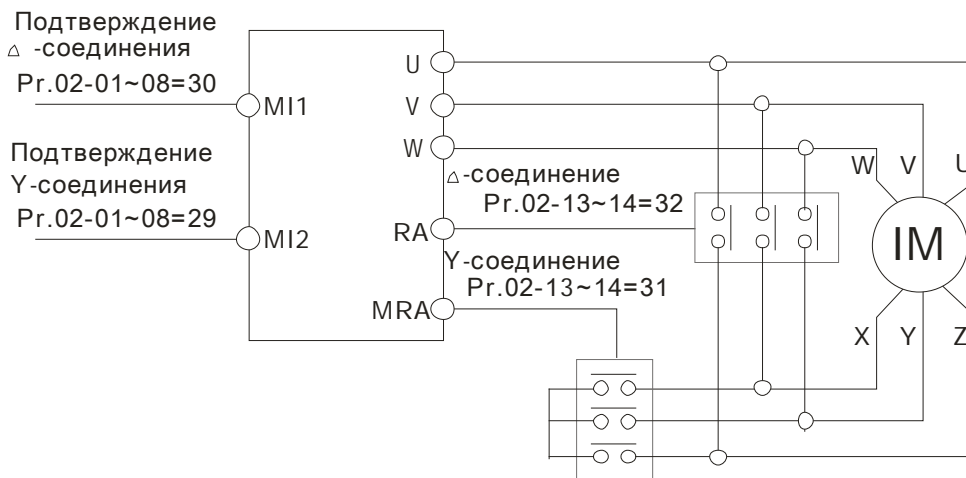 Подтверждение
△ -соединения
Pr.02-01~08=30
MI1
Подтверждение
Y-соединения
Pr.02-01~08=29
MI2
U
V
W
△-соединение
Pr.02-13~14=32
RA
Y-соединение
Pr.02-13~14=31
MRA
W V U
IM
X Y Z